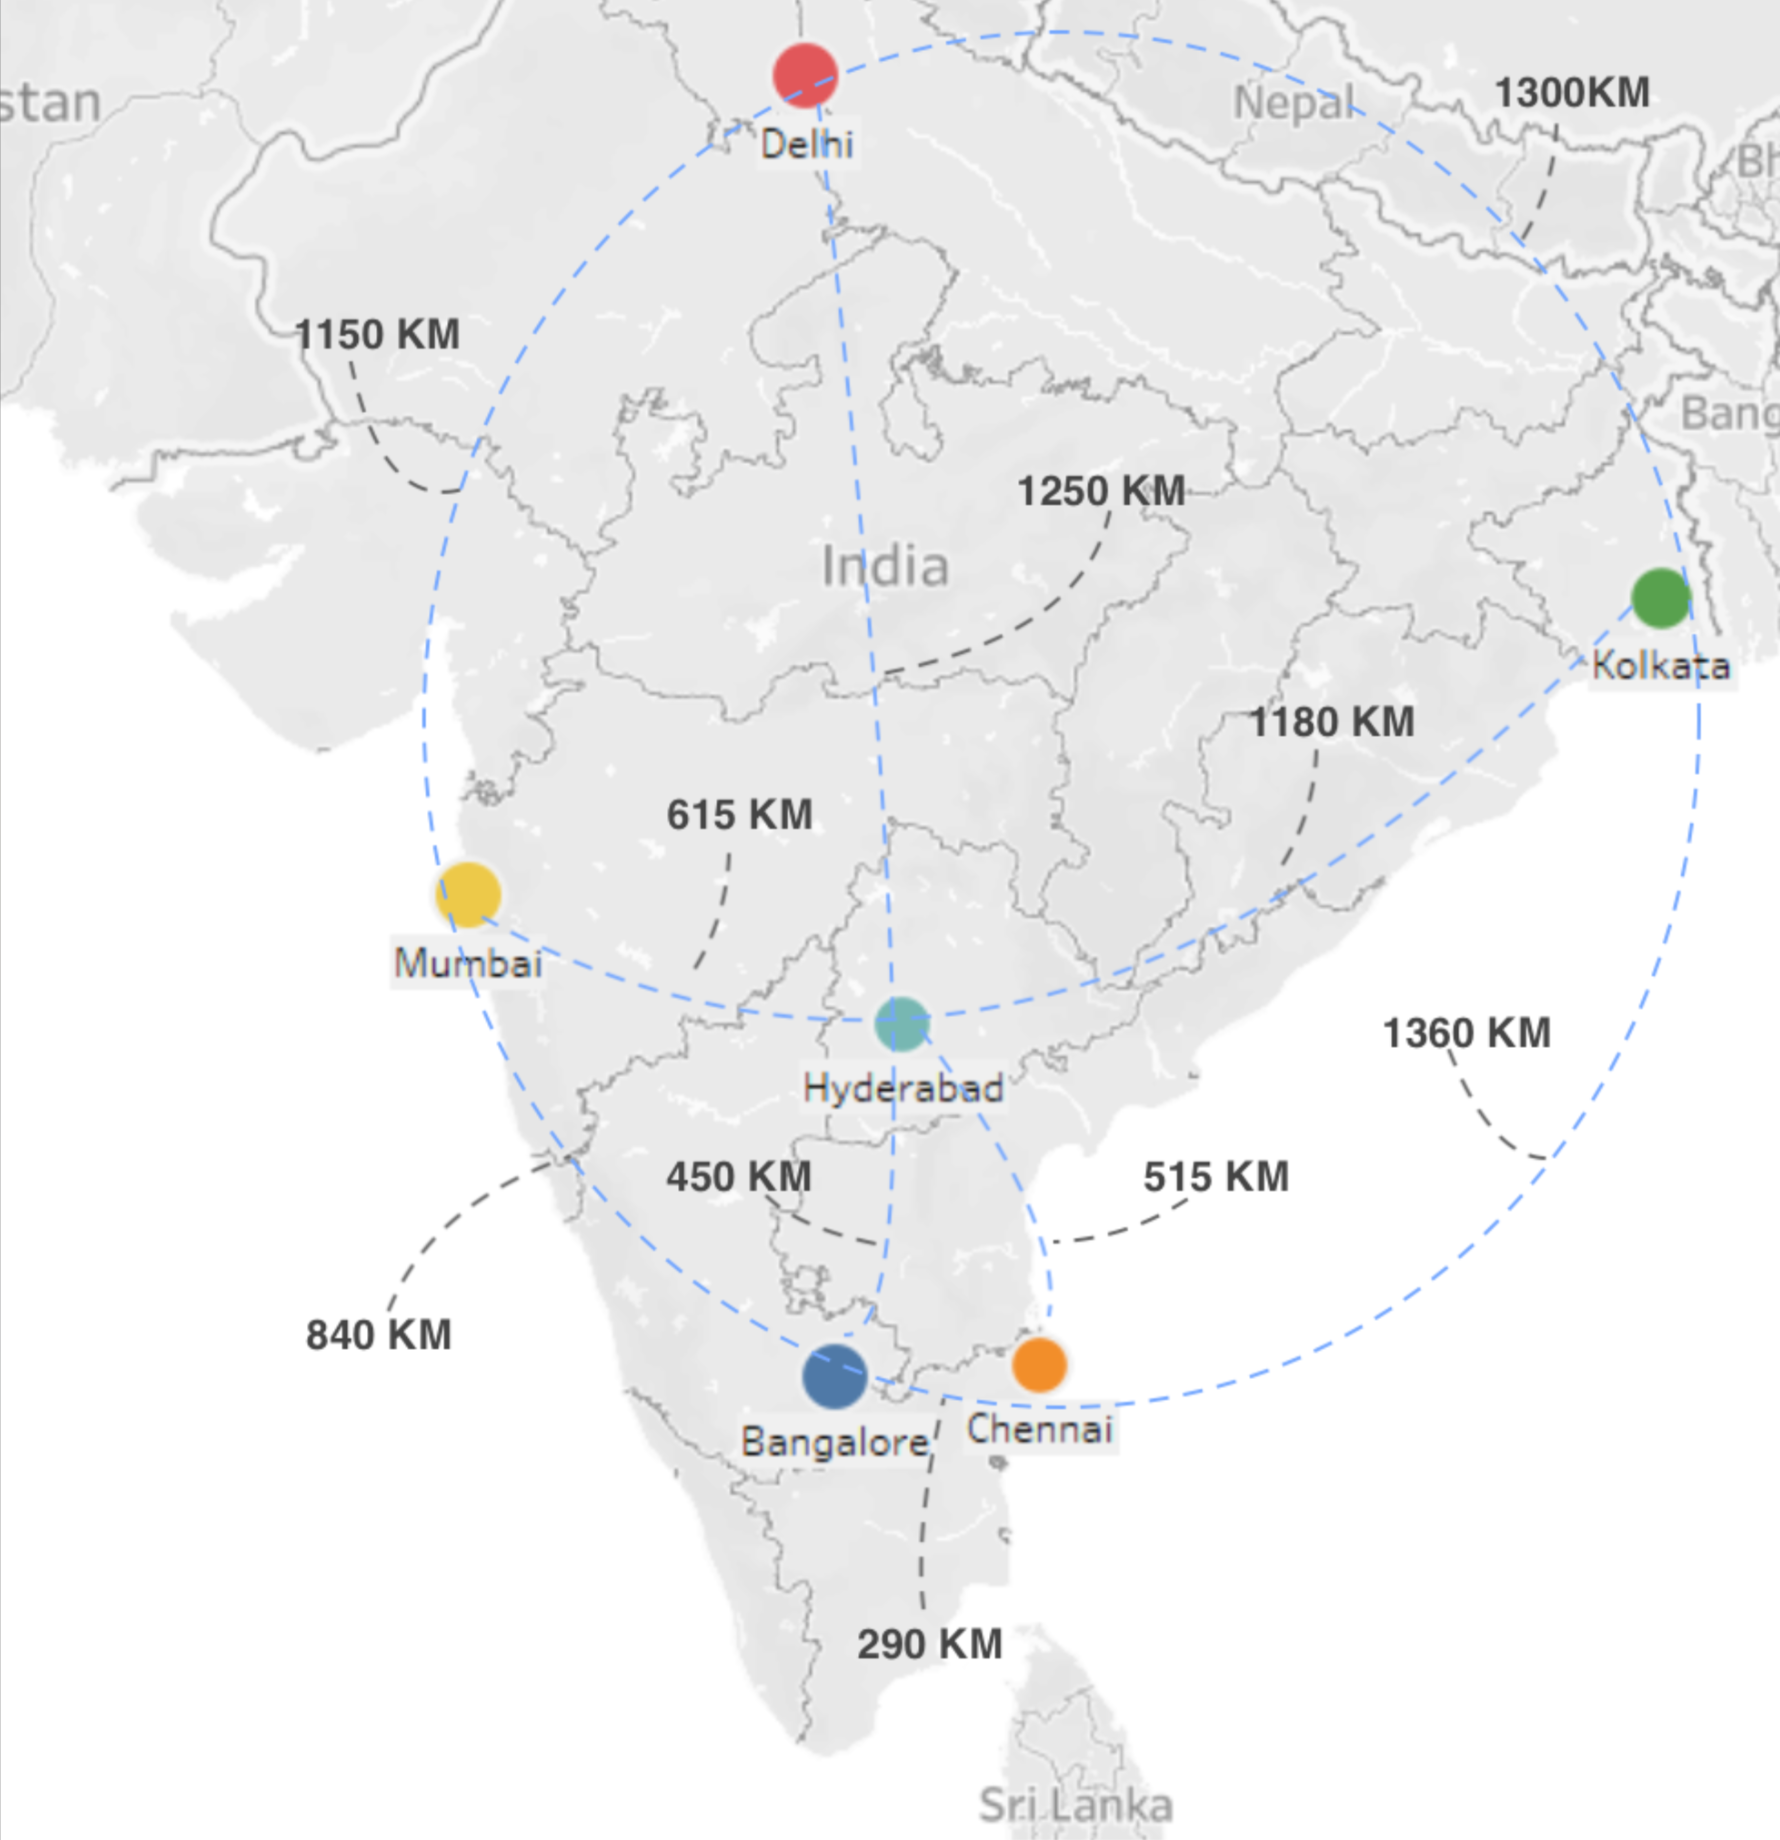 1300KM
stan
Nepal
Delhi
Bh
1150 KM
Bang
1250 KM
India
Kolkata
1180 KM
615 KM
Mumbai
1360 KM
Hyderabad
450 KM
515 KM
840 KM
Chennai
Bangalore
290 KM
Sri Lanka